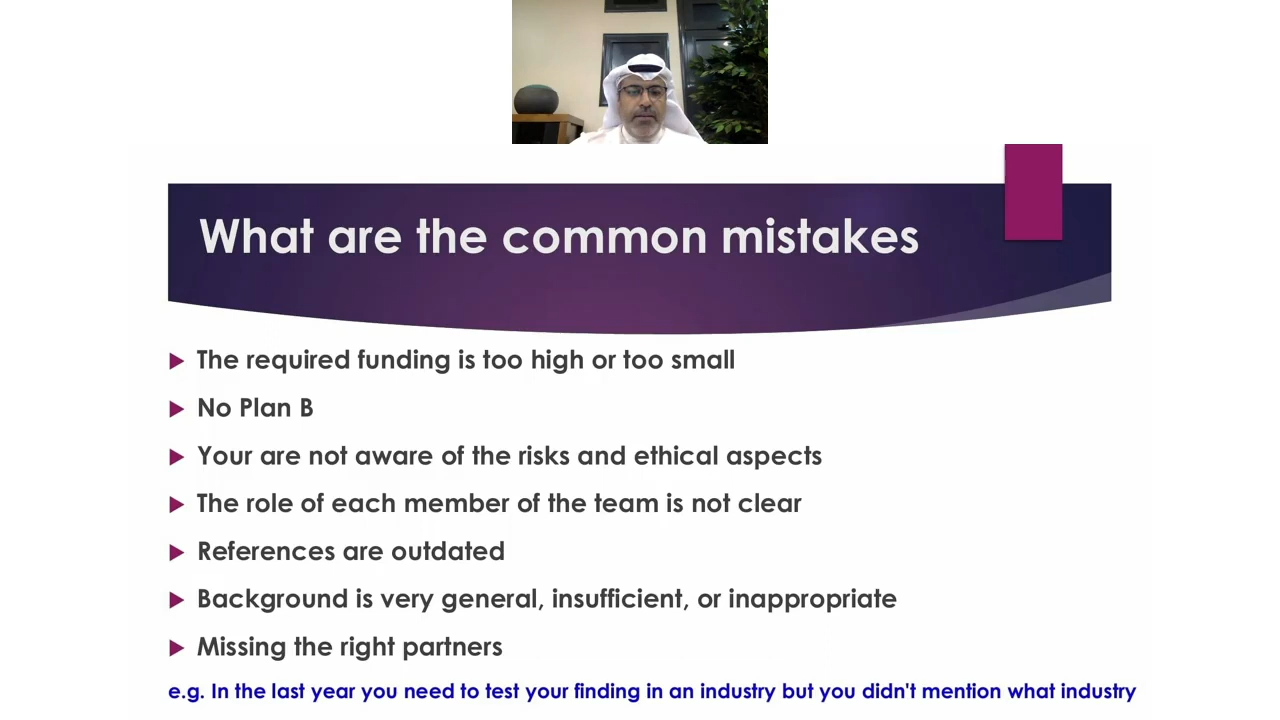 What are the common mistakes
The required funding is too high or too small
No Plan B
Your are not aware of the risks and ethical aspects
The role of each member of the team is not clear
References are outdated
Background is very general, insufficient, or inappropriate
Missing the right partners
e.g. In the last year you need to test your finding in an industry but you didn't mention what industry